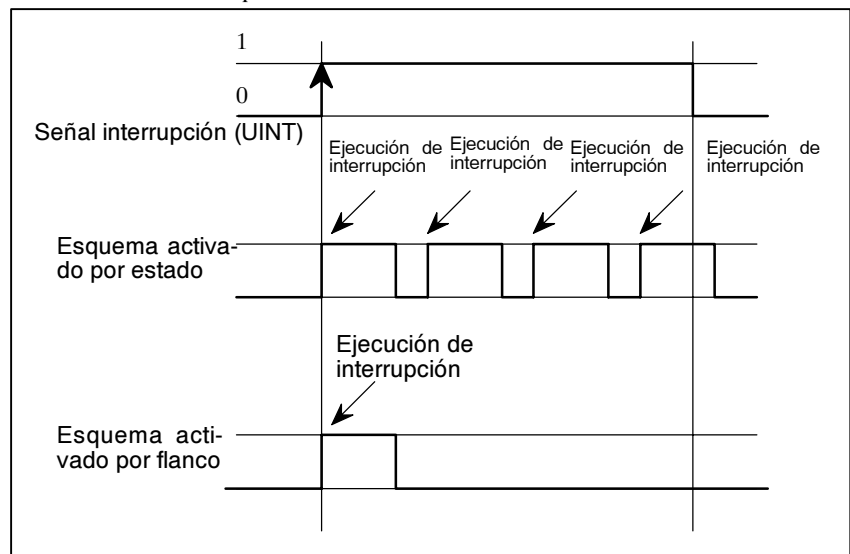 1
0
Señal interrupción (UINT)
Ejecución de
interrupción
Ejecución de
interrupción
Ejecución de
interrupción
Ejecución de
interrupción
Esquema activa-
do por estado
Ejecución de
interrupción
Esquema acti-
vado por flanco